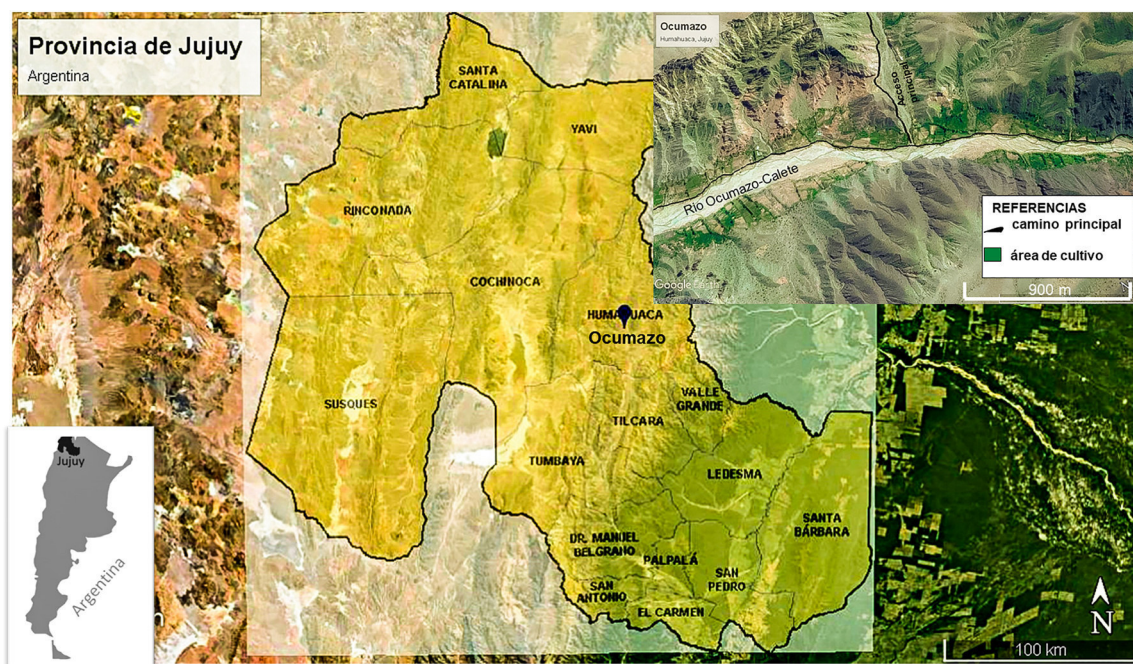 Provincia de Jujuy
Argentina
Ocumazo
Humahuaca, Jujuy
Acceso
principal
Río Ocumazo-Calete
REFERENCIAS
camino principal
área de cultivo
Google Earth
900 m
SANTA
CATALINA
YAVI
RINCONADA
COCHINOCA
HUMAHUACA
Ocumazo
SUSQUES
VALLE
GRANDE
TILCARA
TUMBAYA
LEDESMA
SANTA
BÁRBARA
DR. MANUEL
BELGRANO
PALPALÁ
SAN
PEDRO
SAN
ANTONIO
EL CARMEN
Jujuy
Argentina
N
100 km